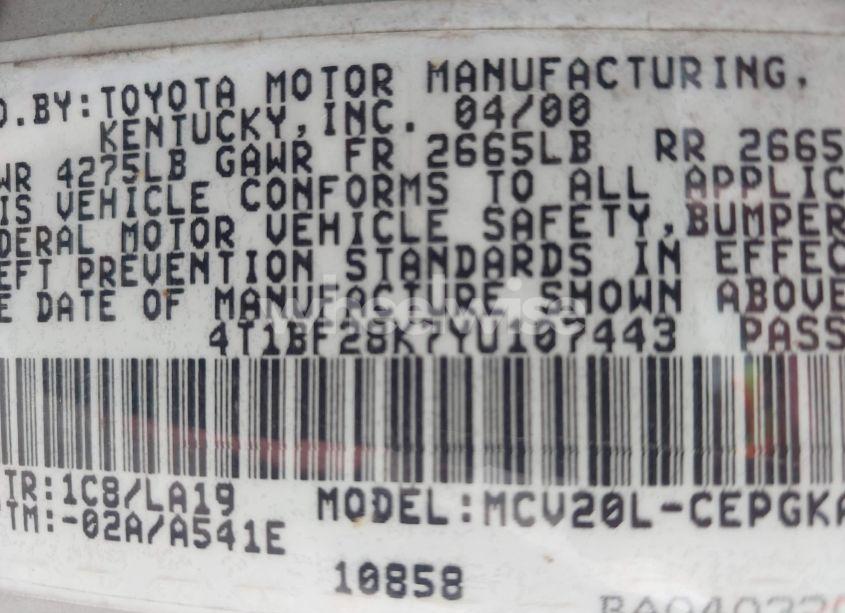 D.BY:TOYOTA MOTOR MANUFACTURING,
KENTUCKY,INC. 04/00
WR 4275LB GAWR FR 2665LB RR 2665
IS VEHICLE CONFORMS TO ALL APPLIC
DERAL MOTOR VEHICLE SAFETY,BUMPER
EFT PREVENTION STANDARDS IN EFFEC
E DATE OF MANUFACTURE SHOWN ABOVE
wheelwise
4T1BF28K7YU107443 PASS
TR:1C8/LA19 MODEL:MCV20L-CEPGKA
TM:-02A/A541E
10858